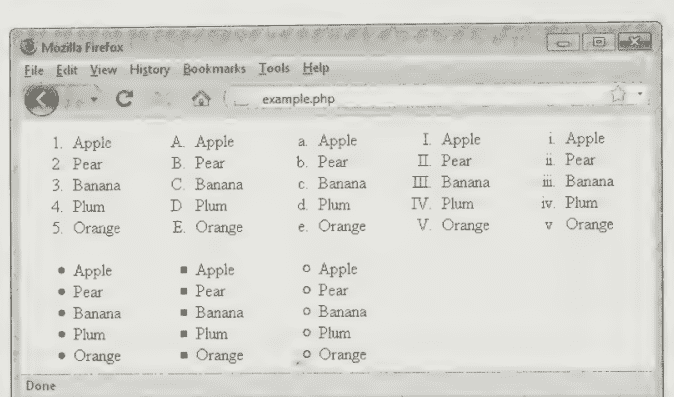 Mozilla Firefox
File Edit View History Bookmarks Tools Help
example.php
1. Apple A. Apple a. Apple I. Apple i. Apple
2. Pear B. Pear b. Pear II. Pear ii. Pear
3. Banana C. Banana c. Banana III. Banana iii. Banana
4. Plum D Plum d. Plum IV. Plum iv. Plum
5. Orange E. Orange e. Orange V. Orange v Orange
• Apple ■ Apple ○ Apple
• Pear ■ Pear ○ Pear
• Banana ■ Banana ○ Banana
• Plum ■ Plum ○ Plum
• Orange ■ Orange ○ Orange
Done